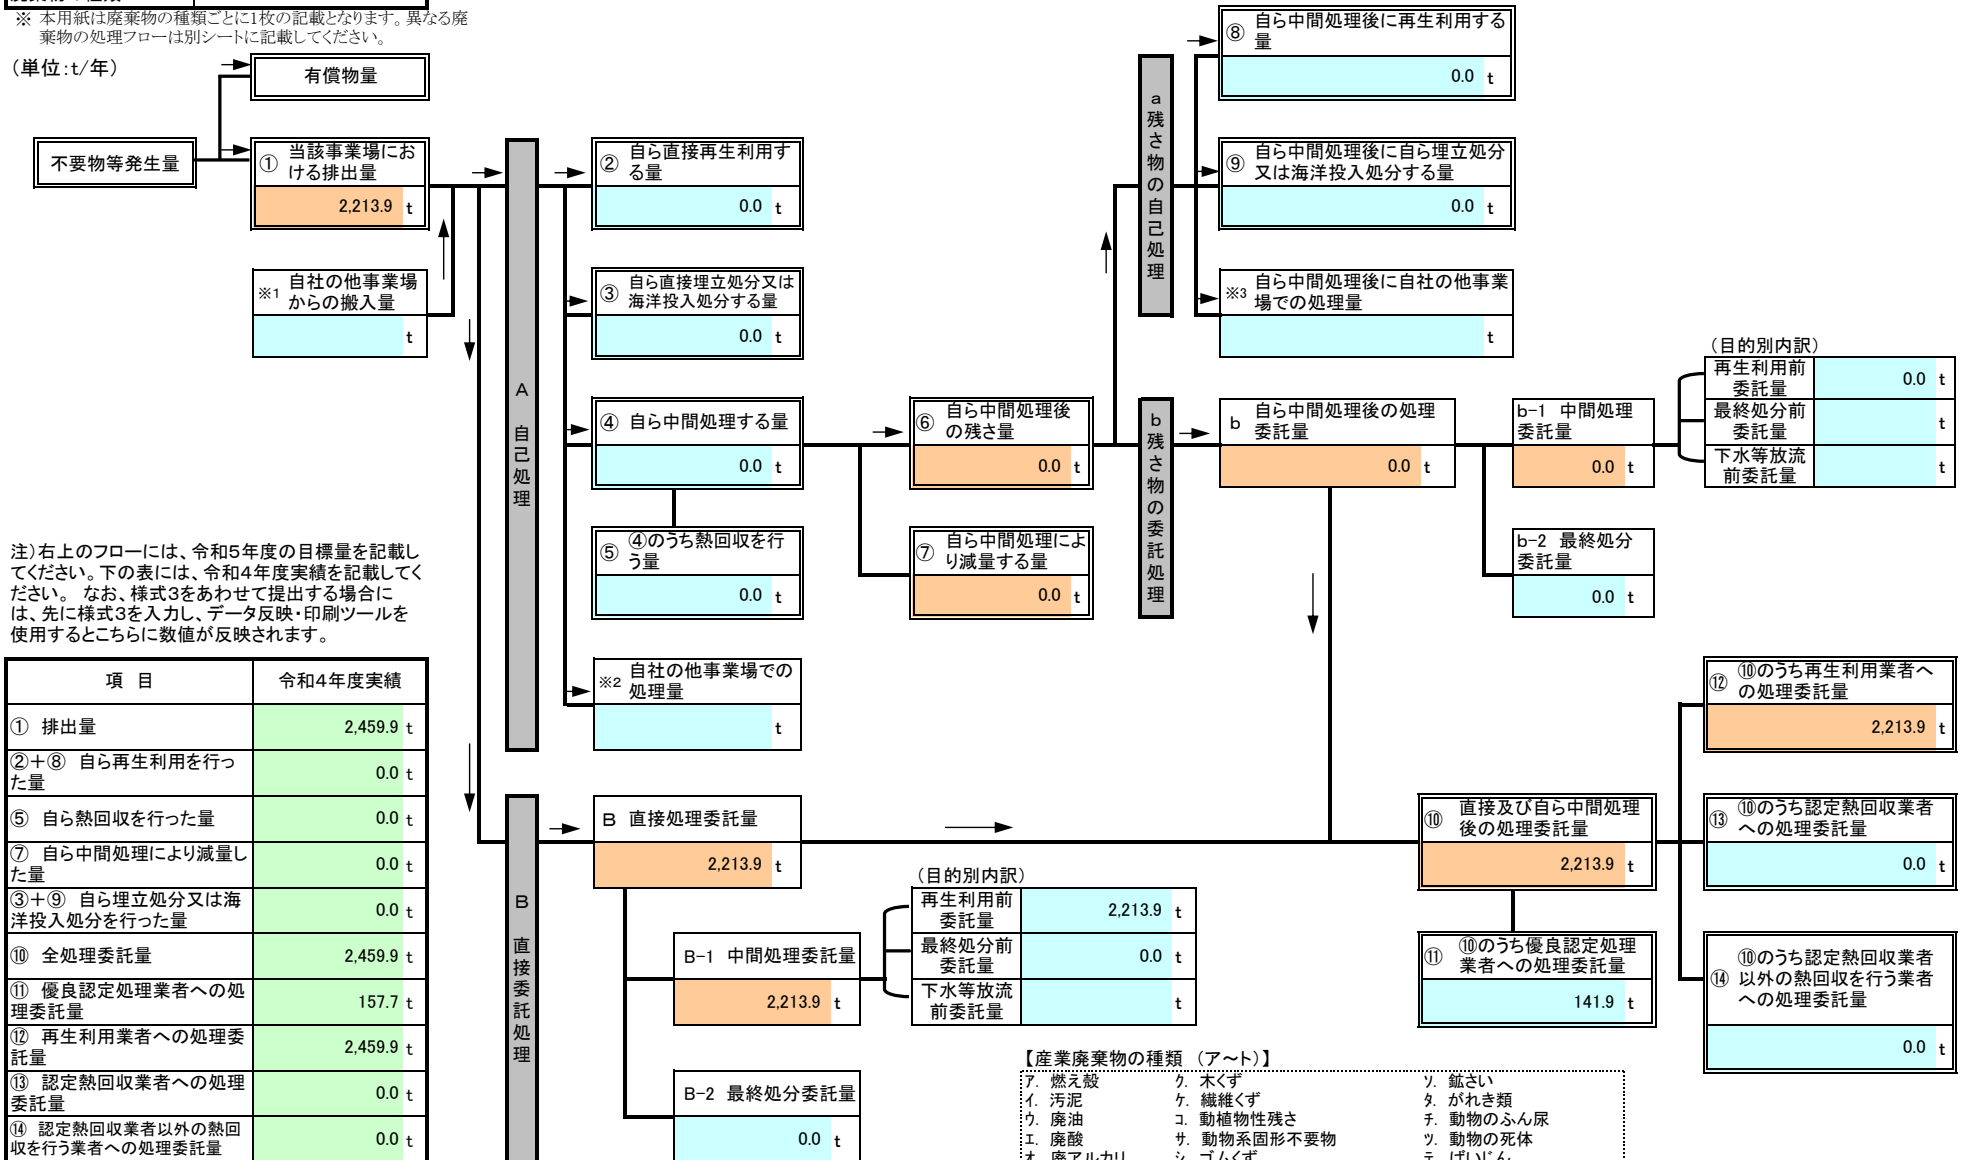 ※ 本用紙は廃棄物の種類ごとに1枚の記載となります。異なる廃
棄物の処理フローは別シートに記載してください。
(単位:t/年)
有償物量
不要物等発生量
① 当該事業場にお
ける排出量
2,213.9 t
※1 自社の他事業場
からの搬入量
t
A 自己処理
② 自ら直接再生利用す
る量
0.0 t
③ 自ら直接埋立処分又は
海洋投入処分する量
0.0 t
④ 自ら中間処理する量
0.0 t
⑤ ④のうち熱回収を行
う量
0.0 t
※2 自社の他事業場での
処理量
t
⑥ 自ら中間処理後
の残さ量
0.0 t
⑦ 自ら中間処理によ
り減量する量
0.0 t
a 残さ物の自己処理
⑧ 自ら中間処理後に再生利用する
量
0.0 t
⑨ 自ら中間処理後に自ら埋立処分
又は海洋投入処分する量
0.0 t
※3 自ら中間処理後に自社の他事業
場での処理量
t
b 残さ物の委託処理
b 自ら中間処理後の処理
委託量
0.0 t
b-1 中間処理
委託量
0.0 t
b-2 最終処分
委託量
0.0 t
(目的別内訳)
再生利用前
委託量
0.0 t
最終処分前
委託量
t
下水等放流
前委託量
t
注)右上のフローには、令和5年度の目標量を記載し
てください。下の表には、令和4年度実績を記載してく
ださい。 なお、様式3をあわせて提出する場合に
は、先に様式3を入力し、データ反映・印刷ツールを
使用するとこちらに数値が反映されます。
項 目 令和4年度実績
① 排出量 2,459.9 t
②+⑧ 自ら再生利用を行っ
た量
0.0 t
⑤ 自ら熱回収を行った量 0.0 t
⑦ 自ら中間処理により減量し
た量
0.0 t
③+⑨ 自ら埋立処分又は海
洋投入処分を行った量
0.0 t
⑩ 全処理委託量 2,459.9 t
⑪ 優良認定処理業者への処
理委託量
157.7 t
⑫ 再生利用業者への処理委
託量
2,459.9 t
⑬ 認定熱回収業者への処理
委託量
0.0 t
⑭ 認定熱回収業者以外の熱回
収を行う業者への処理委託量
0.0 t
B 直接委託処理
B 直接処理委託量
2,213.9 t
B-1 中間処理委託量
2,213.9 t
B-2 最終処分委託量
0.0 t
(目的別内訳)
再生利用前
委託量
2,213.9 t
最終処分前
委託量
0.0 t
下水等放流
前委託量
t
⑩ 直接及び自ら中間処理
後の処理委託量
2,213.9 t
⑪ ⑩のうち優良認定処理
業者への処理委託量
141.9 t
⑫ ⑩のうち再生利用業者へ
の処理委託量
2,213.9 t
⑬ ⑩のうち認定熱回収業者
への処理委託量
0.0 t
⑭ ⑩のうち認定熱回収業者
以外の熱回収を行う業者
への処理委託量
0.0 t
【産業廃棄物の種類 (ア~ト)】
ア. 燃え殻 ク. 木くず ソ. 鉱さい
イ. 汚泥 ケ. 繊維くず タ. がれき類
ウ. 廃油 コ. 動植物性残さ チ. 動物のふん尿
エ. 廃酸 サ. 動物系固形不要物 ツ. 動物の死体
オ. 廃アルカリ シ. ゴムくず テ. ばいじん